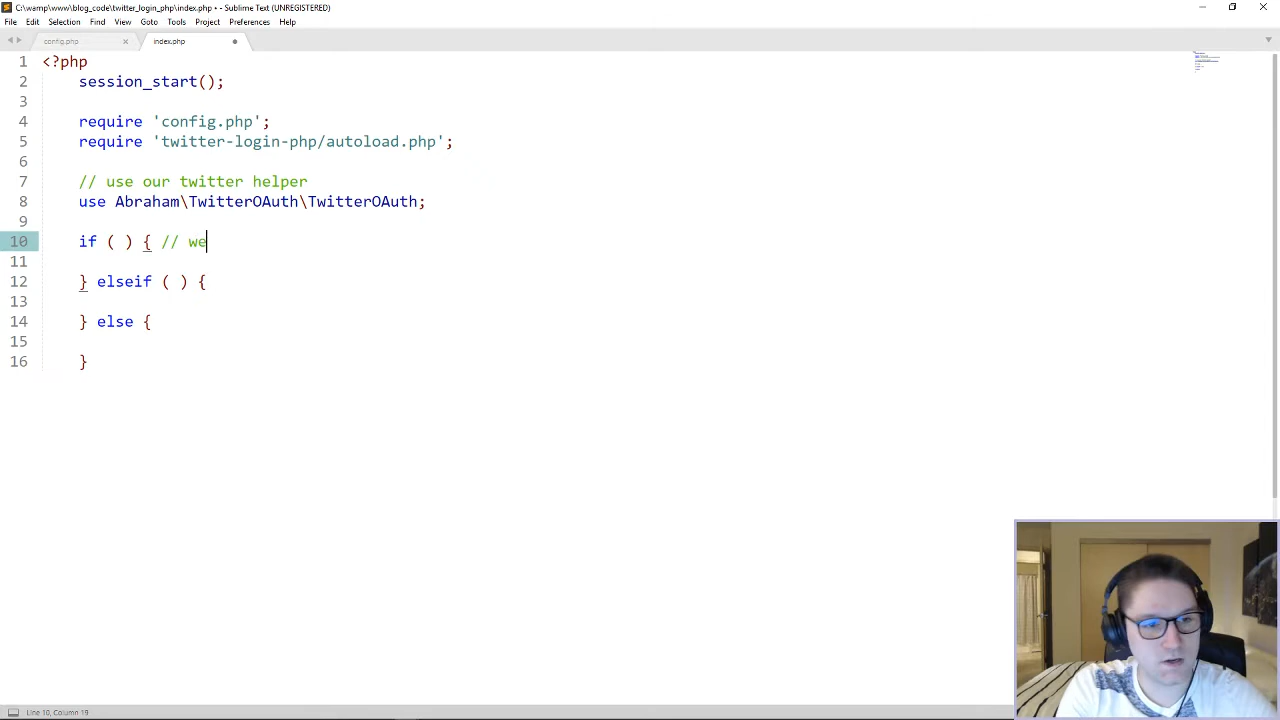 C:\wamp\www\blog_code\twitter_login_php\index.php • - Sublime Text (UNREGISTERED)
File Edit Selection Find View Goto Tools Project Preferences Help
config.php × index.php
1 <?php
2 session_start();
3
4 require 'config.php';
5 require 'twitter-login-php/autoload.php';
6
7 // use our twitter helper
8 use Abraham\TwitterOAuth\TwitterOAuth;
9
10 if ( ) { // we
11
12 } elseif ( ) {
13
14 } else {
15
16 }
Line 10, Column 19